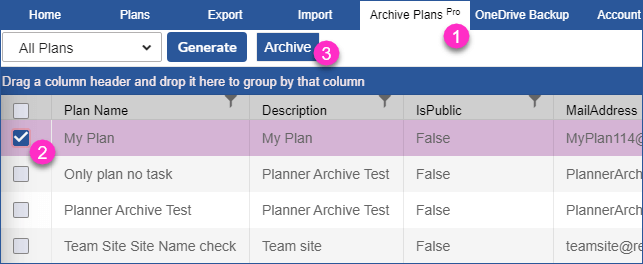 Home Plans Export Import Archive Plans Pro OneDrive Backup Account
1
All Plans Generate Archive
3
Drag a column header and drop it here to group by that column
Plan Name Description IsPublic MailAddress
My Plan My Plan False MyPlan114@
2
Only plan no task Planner Archive Test False PlannerArch
Planner Archive Test Planner Archive Test False PlannerArch
Team Site Site Name check Team site False teamsite@re